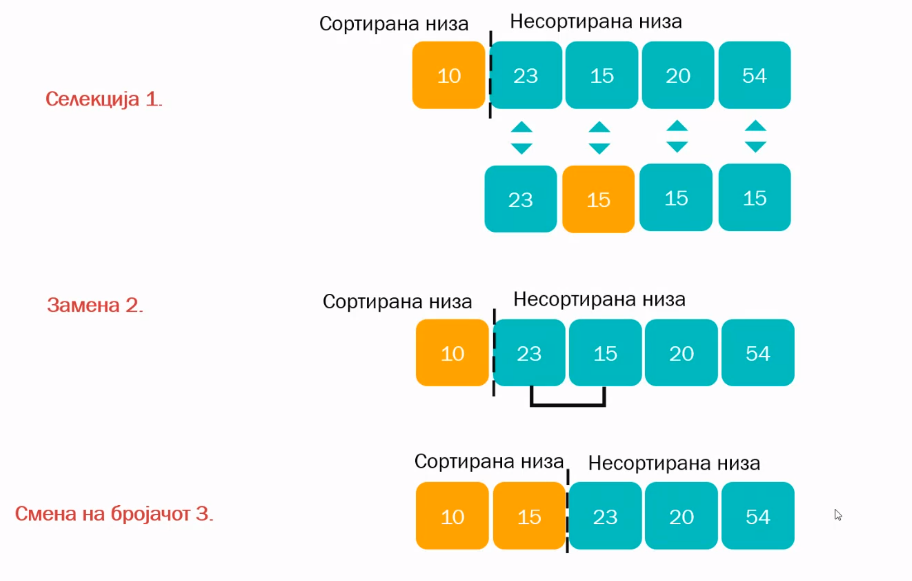 Сортирана низа Несортирана низа
10 23 15 20 54
Селекција 1.
23 15 15 15
Замена 2.
Сортирана низа Несортирана низа
10 23 15 20 54
Сортирана низа Несортирана низа
Смена на бројачот 3.
10 15 23 20 54